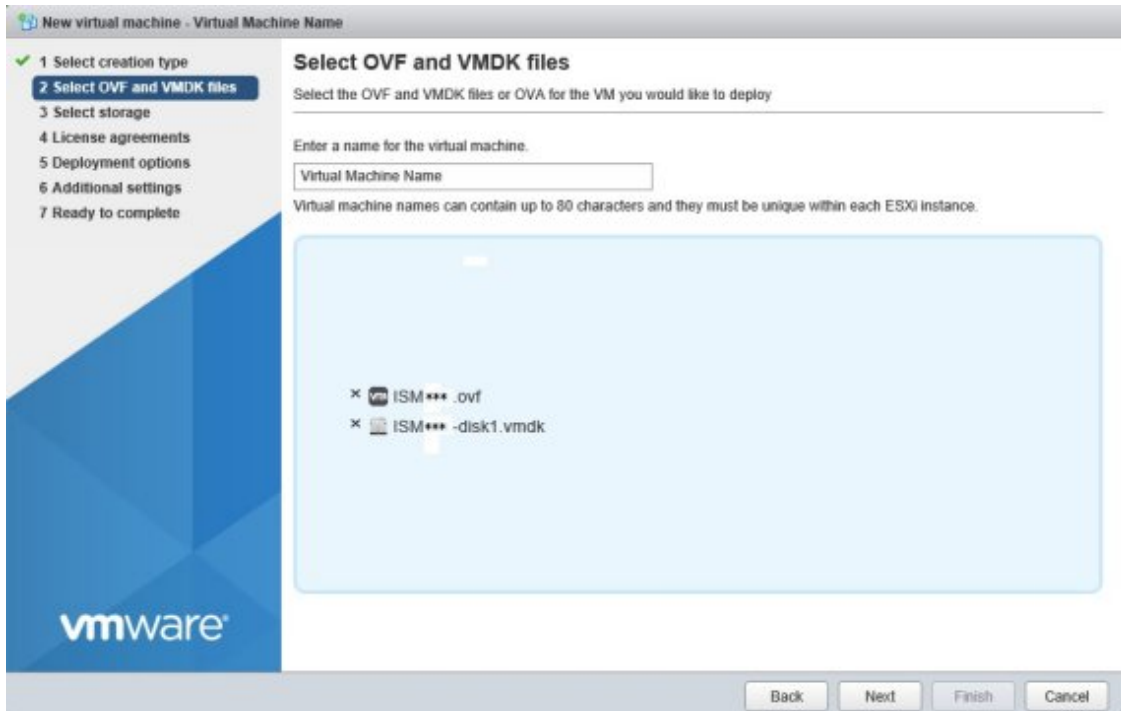 New virtual machine - Virtual Machine Name
1 Select creation type
2 Select OVF and VMDK files
3 Select storage
4 License agreements
5 Deployment options
6 Additional settings
7 Ready to complete
vmware®
Select OVF and VMDK files
Select the OVF and VMDK files or OVA for the VM you would like to deploy
Enter a name for the virtual machine.
Virtual Machine Name
Virtual machine names can contain up to 80 characters and they must be unique within each ESXi instance.
× vm ISM*** .ovf
× ISM*** -disk1.vmdk
Back Next Finish Cancel